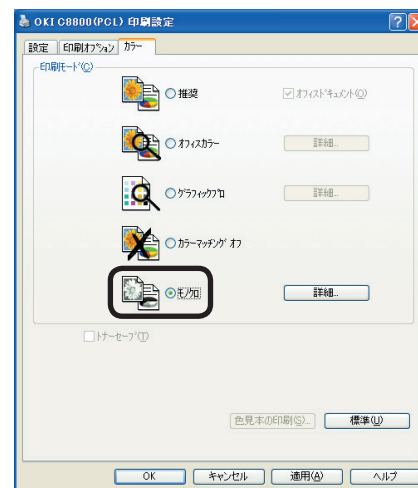 OKI C8800(PCL) 印刷設定
設定 印刷オプション カラー
印刷モード(C)
推奨 オフィスドキュメント(O)
オフィスカラー 詳細...
グラフィックプロ 詳細...
カラーマッチング オフ
モノクロ 詳細...
トナーセーブ(T)
色見本の印刷(S)... 標準(U)
OK キャンセル 適用(A) ヘルプ